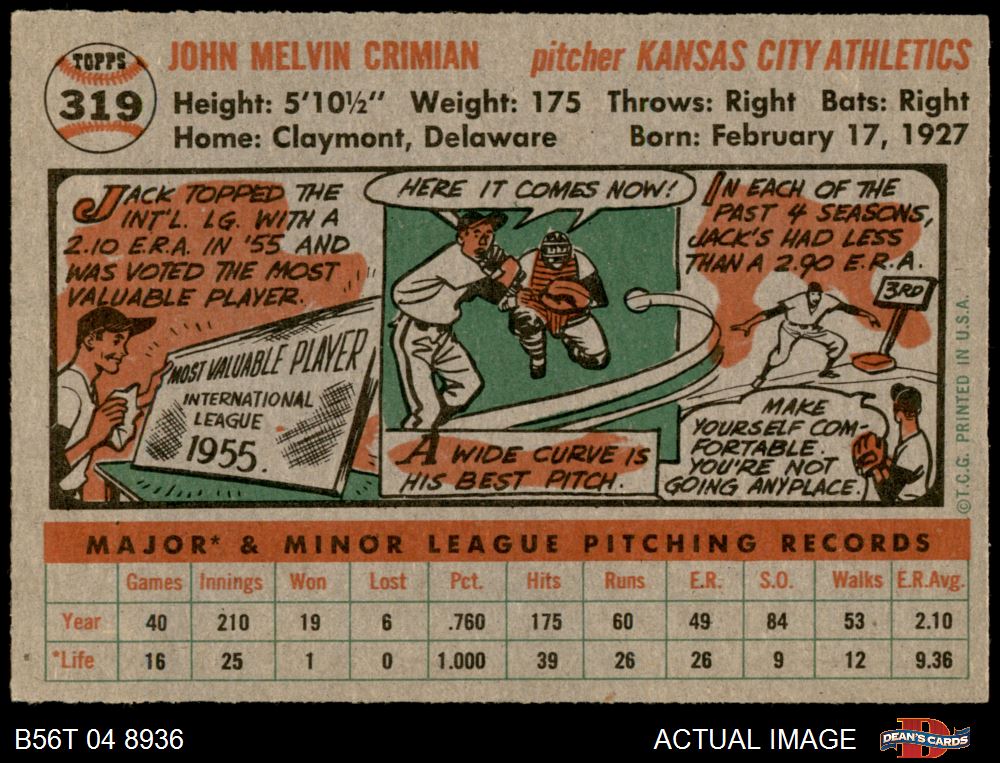 TOPPS
319
JOHN MELVIN CRIMIAN pitcher KANSAS CITY ATHLETICS
Height: 5'10½" Weight: 175 Throws: Right Bats: Right
Home: Claymont, Delaware Born: February 17, 1927
JACK TOPPED THE
INT'L. LG. WITH A
2.10 E.R.A. IN '55 AND
WAS VOTED THE MOST
VALUABLE PLAYER.
MOST VALUABLE PLAYER
INTERNATIONAL
LEAGUE
1955.
HERE IT COMES NOW!
A WIDE CURVE IS
HIS BEST PITCH.
IN EACH OF THE
PAST 4 SEASONS,
JACK'S HAD LESS
THAN A 2.90 E.R.A.
3RD
MAKE
YOURSELF COM-
FORTABLE.
YOU'RE NOT
GOING ANYPLACE.
©T.C.G. PRINTED IN U.S.A.
MAJOR* & MINOR LEAGUE PITCHING RECORDS
Games Innings Won Lost Pct. Hits Runs E.R. S.O. Walks E.R.Avg.
Year 40 210 19 6 .760 175 60 49 84 53 2.10
*Life 16 25 1 0 1.000 39 26 26 9 12 9.36
B56T 04 8936
ACTUAL IMAGE
D
DEAN'S CARDS